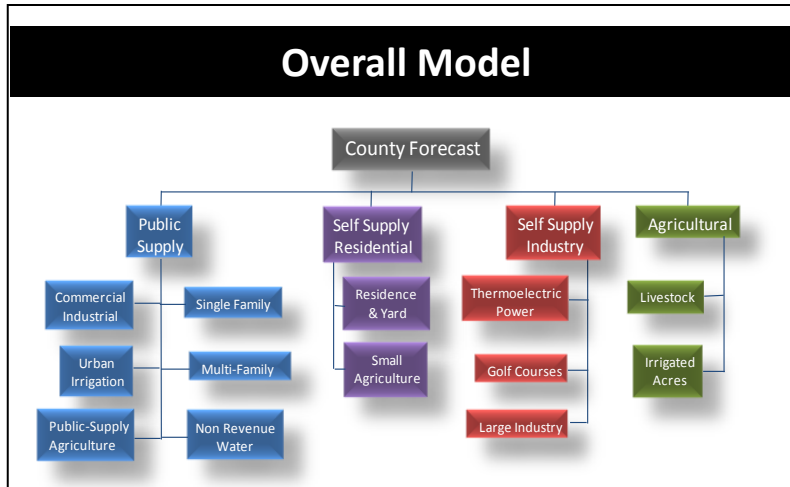 Overall Model
County Forecast
Public
Supply
Self Supply
Residential
Self Supply
Industry
Agricultural
Commercial
Industrial
Single Family
Urban
Irrigation
Multi-Family
Public-Supply
Agriculture
Non Revenue
Water
Residence
& Yard
Small
Agriculture
Thermoelectric
Power
Golf Courses
Large Industry
Livestock
Irrigated
Acres